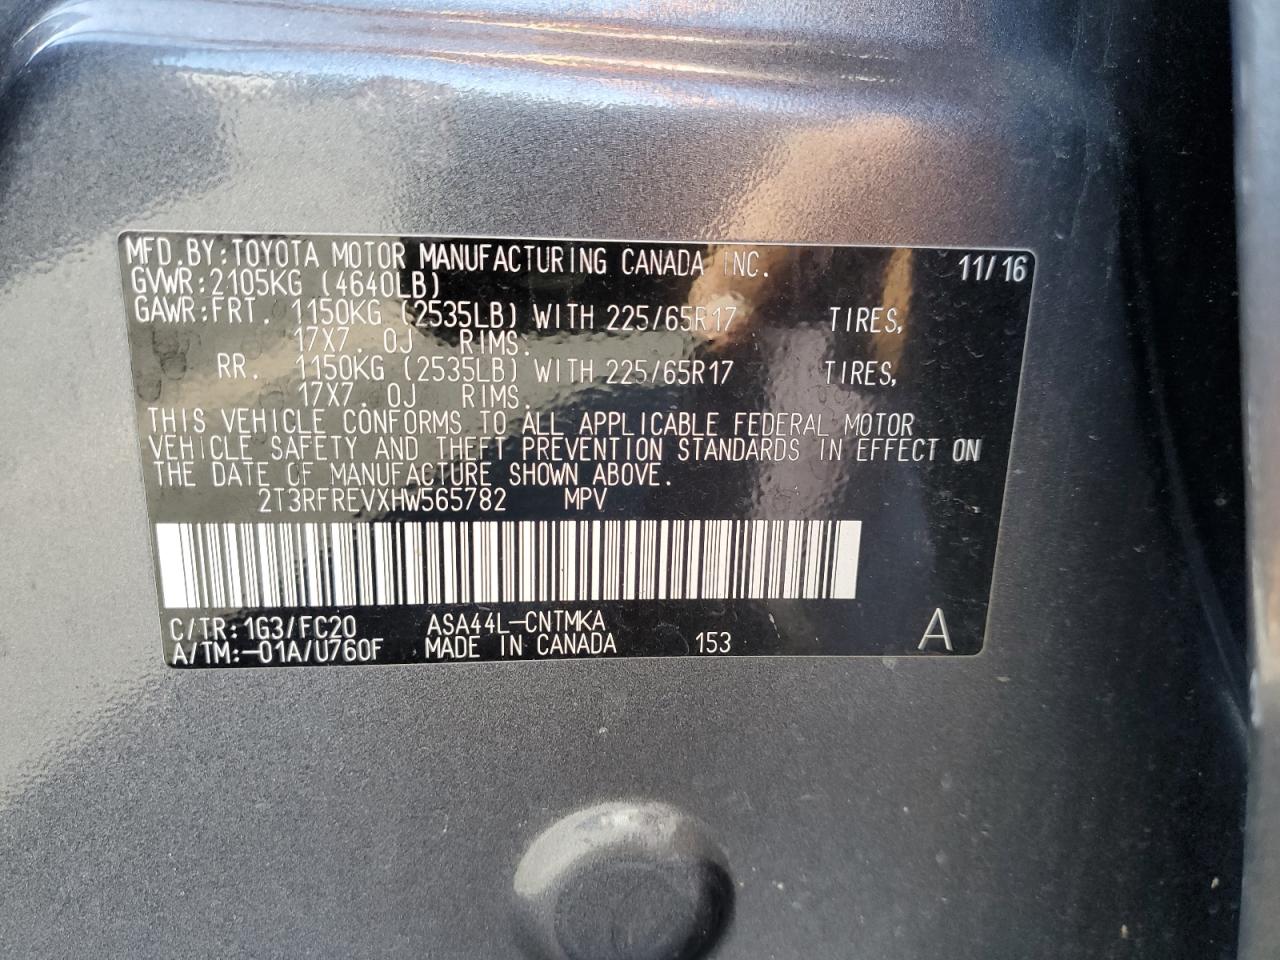 MFD.BY:TOYOTA MOTOR MANUFACTURING CANADA INC. 11/16
GVWR:2105KG (4640LB)
GAWR:FRT. 1150KG (2535LB) WITH 225/65R17 TIRES,
17X7.0J RIMS.
RR. 1150KG (2535LB) WITH 225/65R17 TIRES,
17X7.0J RIMS.
THIS VEHICLE CONFORMS TO ALL APPLICABLE FEDERAL MOTOR
VEHICLE SAFETY AND THEFT PREVENTION STANDARDS IN EFFECT ON
THE DATE OF MANUFACTURE SHOWN ABOVE.
2T3RFREVXHW565782 MPV
C/TR:1G3/FC20 ASA44L-CNTMKA
A/TM:-01A/U760F MADE IN CANADA 153 A